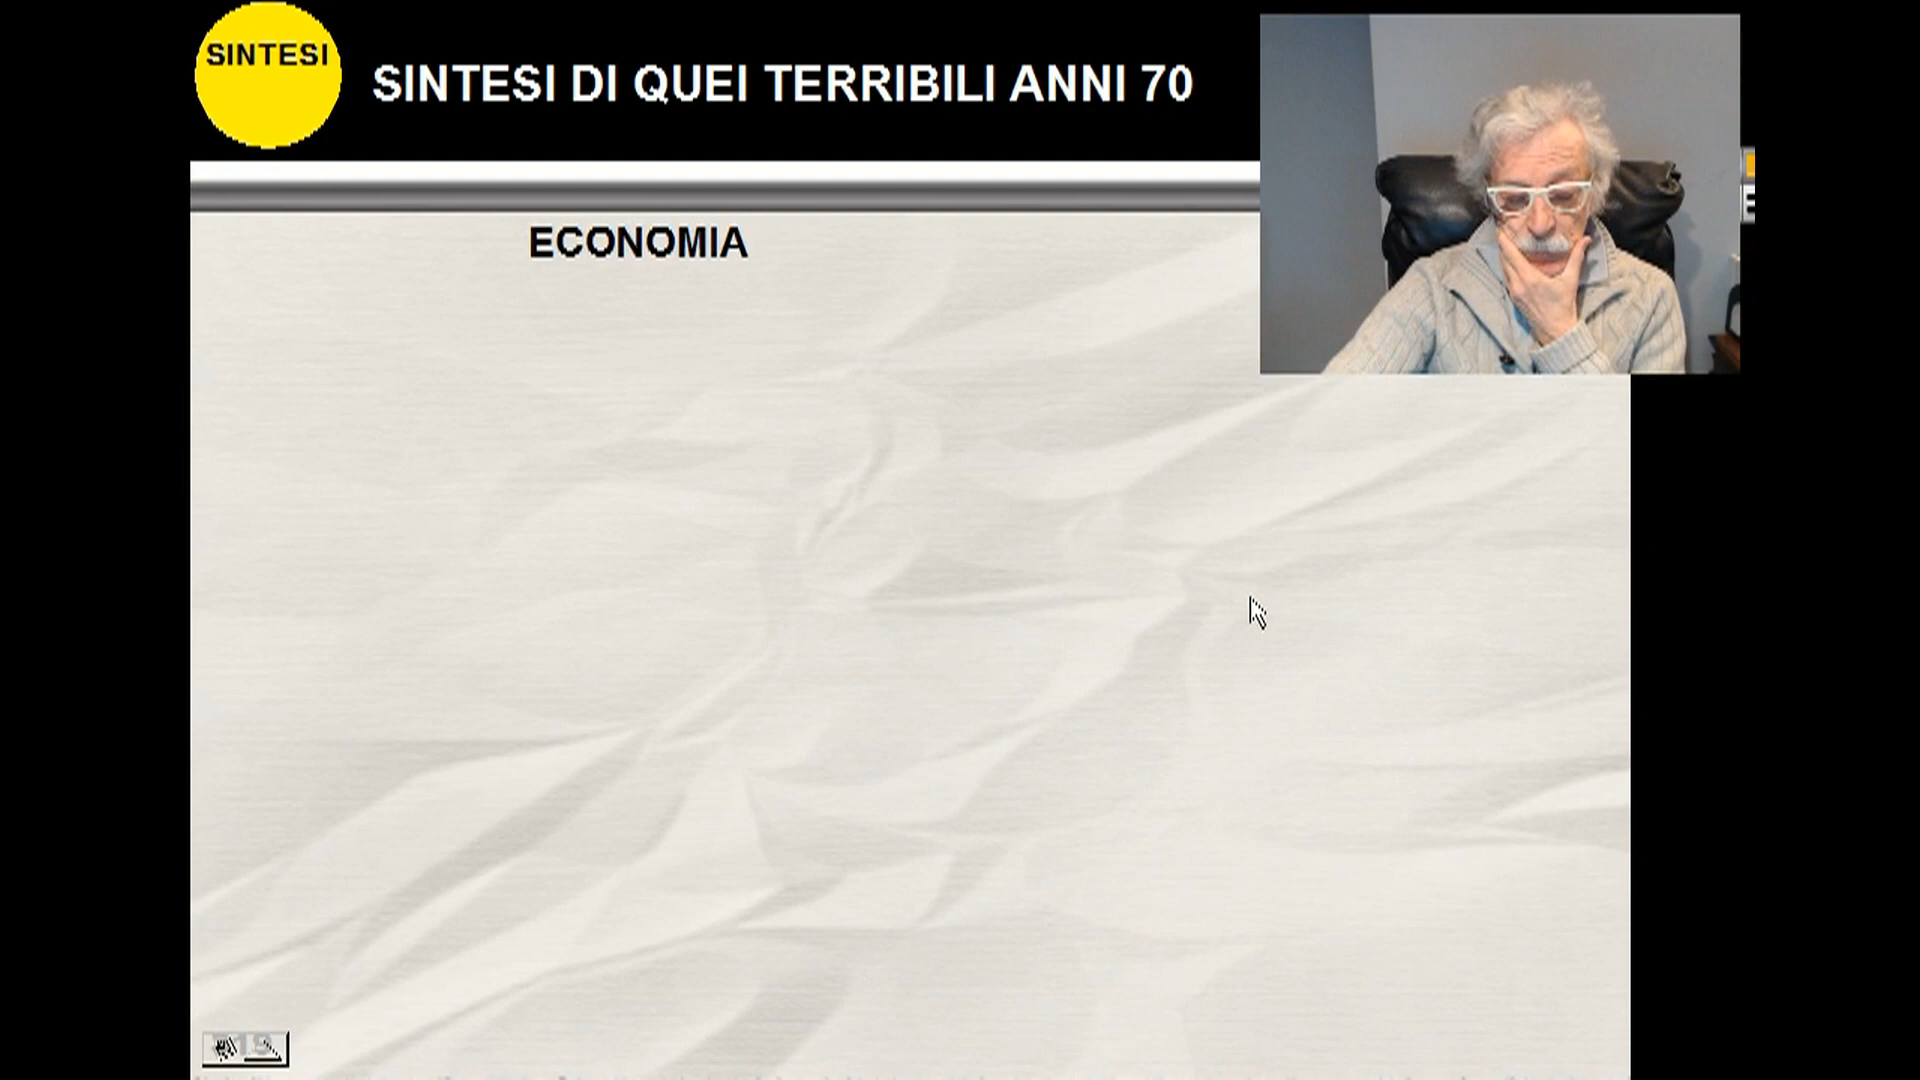 SINTESI
SINTESI DI QUEI TERRIBILI ANNI 70
ECONOMIA